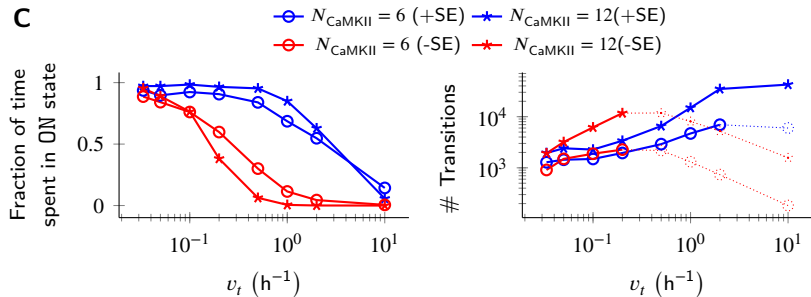 C
N_CaMKII = 6 (+SE) N_CaMKII = 12(+SE)
N_CaMKII = 6 (-SE) N_CaMKII = 12(-SE)
Fraction of time
spent in ON state
1
0.5
0
10^−1 10^0 10^1
v_t (h^−1)
# Transitions
10^4
10^3
10^−1 10^0 10^1
v_t (h^−1)